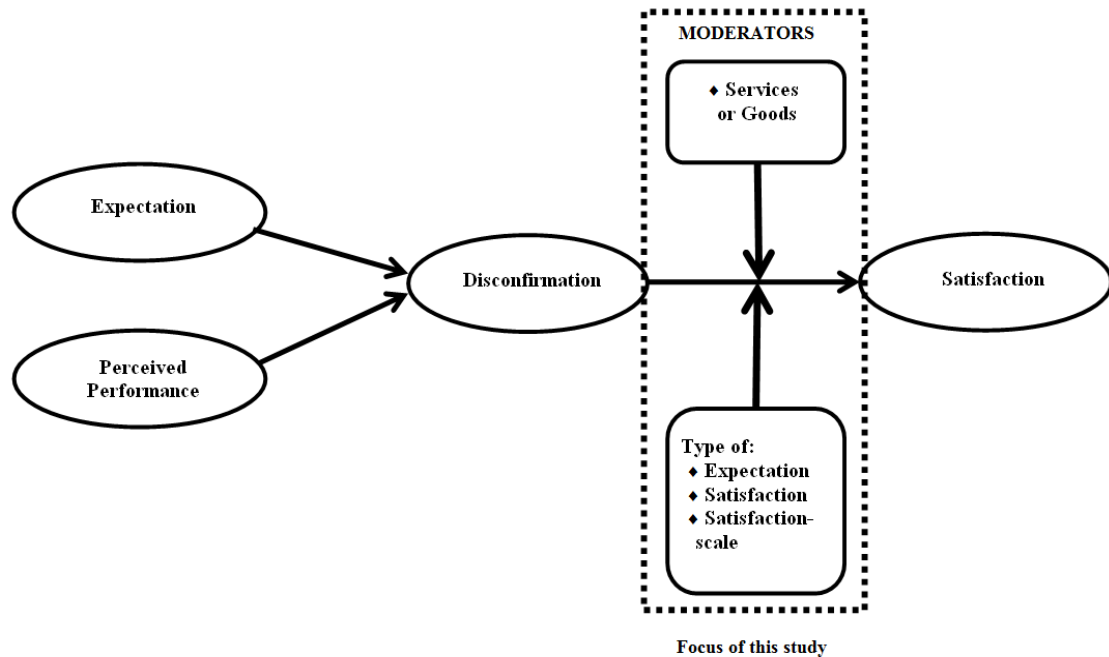 MODERATORS
♦ Services
or Goods
Expectation
Disconfirmation
Satisfaction
Perceived
Performance
Type of:
♦ Expectation
♦ Satisfaction
♦ Satisfaction-
scale
Focus of this study